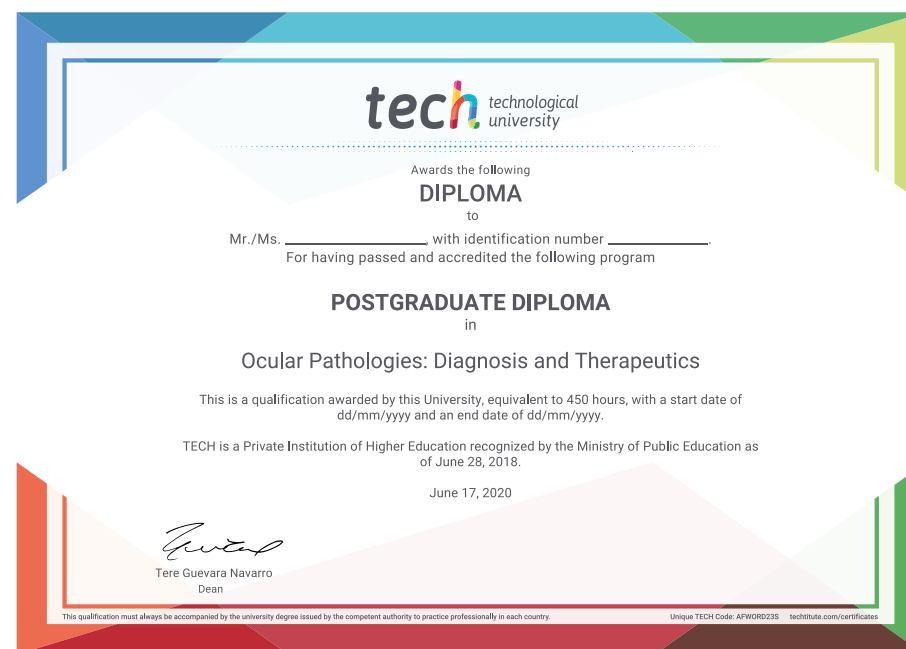 tech technological
university
Awards the following
DIPLOMA
to
Mr./Ms. ________________, with identification number ____________.
For having passed and accredited the following program
POSTGRADUATE DIPLOMA
in
Ocular Pathologies: Diagnosis and Therapeutics
This is a qualification awarded by this University, equivalent to 450 hours, with a start date of
dd/mm/yyyy and an end date of dd/mm/yyyy.
TECH is a Private Institution of Higher Education recognized by the Ministry of Public Education as
of June 28, 2018.
June 17, 2020
Tere Guevara Navarro
Dean
This qualification must always be accompanied by the university degree issued by the competent authority to practice professionally in each country. Unique TECH Code: AFWORD23S techtitute.com/certificates